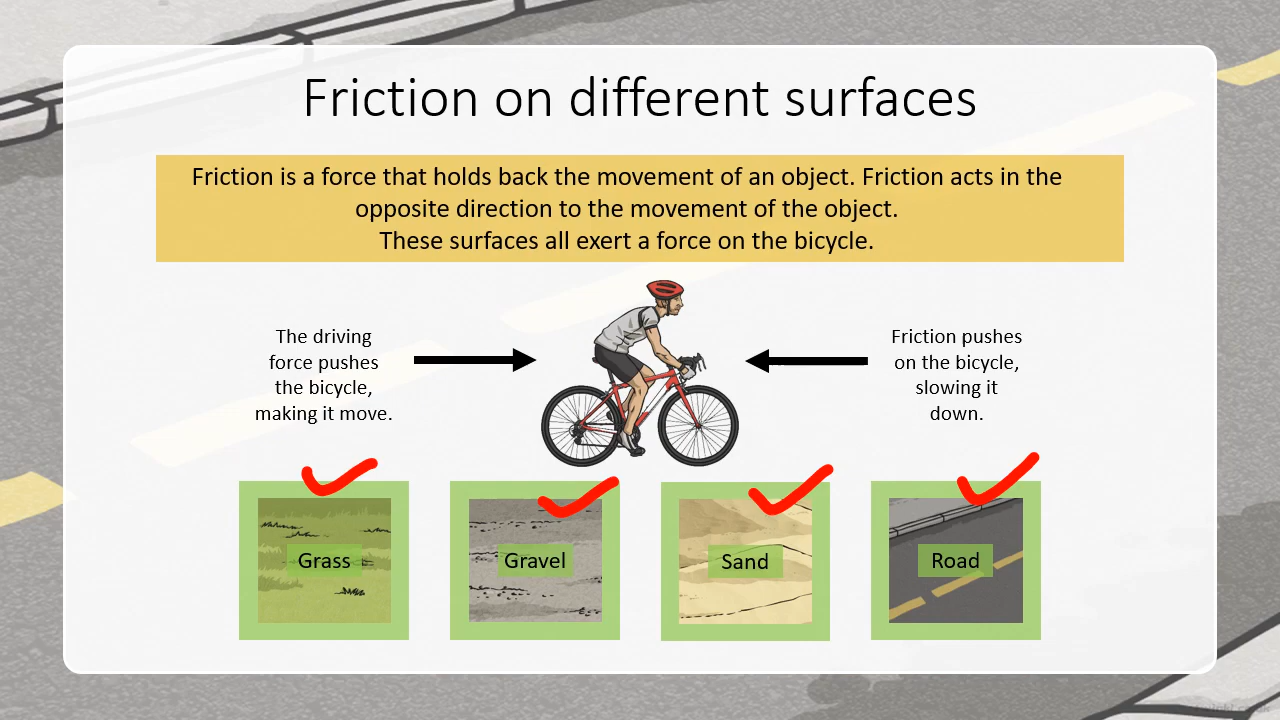 Friction on different surfaces
Friction is a force that holds back the movement of an object. Friction acts in the
opposite direction to the movement of the object.
These surfaces all exert a force on the bicycle.
The driving
force pushes
the bicycle,
making it move.
Friction pushes
on the bicycle,
slowing it
down.
Grass
Gravel
Sand
Road